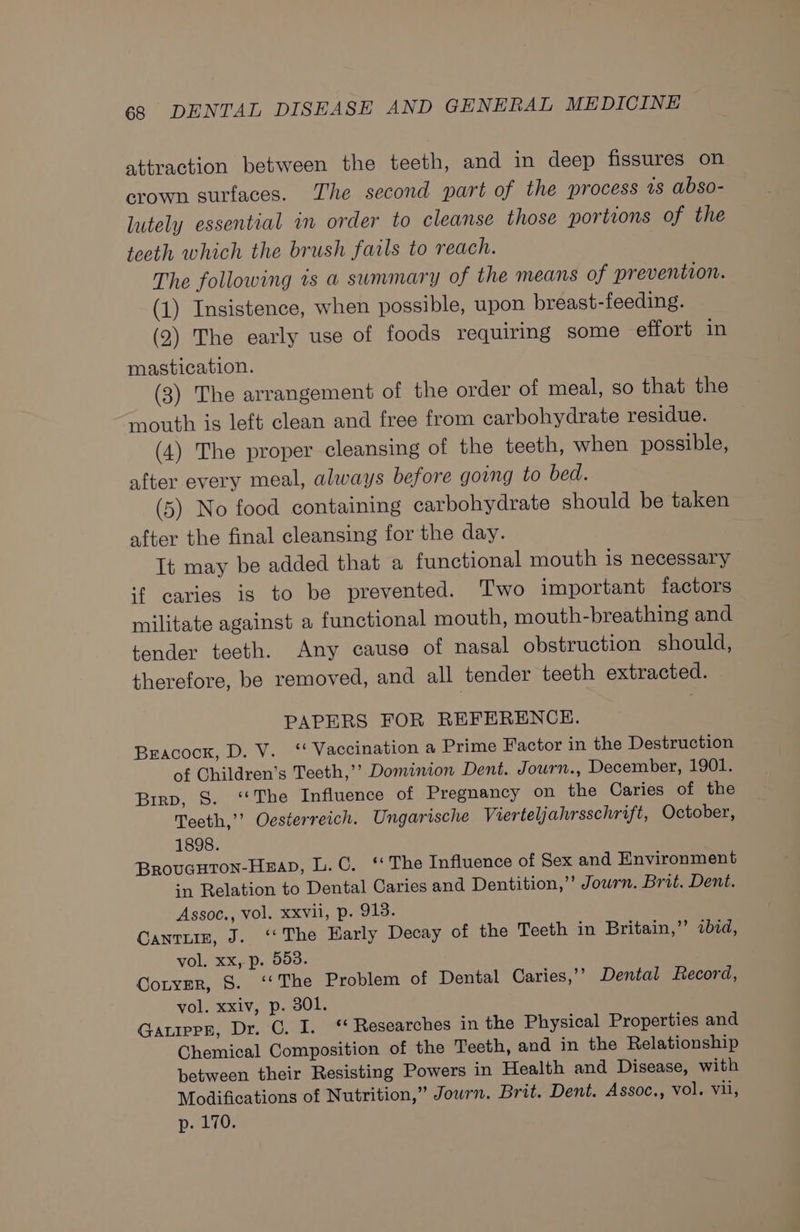 68 DENTAL DISEASE AND GENERAL MEDICINE
attraction between the teeth, and in deep fissures on
crown surfaces. The second part of the process is abso-
lutely essential in order to cleanse those portions of the
teeth which the brush fails to reach.
The following is a summary of the means of prevention.
(1) Insistence, when possible, upon breast-feeding.
(2) The early use of foods requiring some effort in
mastication.
(3) The arrangement of the order of meal, so that the
mouth is left clean and free from carbohydrate residue.
(4) The proper cleansing of the teeth, when possible,
after every meal, always before going to bed.
(5) No food containing carbohydrate should be taken
after the final cleansing for the day.
It may be added that a functional mouth is necessary
if caries is to be prevented. Two important factors
militate against a functional mouth, mouth-breathing and
tender teeth. Any cause of nasal obstruction should,
therefore, be removed, and all tender teeth extracted.
PAPERS FOR REFERENCE.
BEACOCK, D. V. “Vaccination a Prime Factor in the Destruction
of Children's Teeth,” Dominion Dent. Journ., December, 1901.
BIRD, S. “The Influence of Pregnancy on the Caries of the
Teeth,” Oesterreich. Ungarische Vierteljahrsschrift, October,
1898.
BROUGHTON-HEAD, L. C. “The Influence of Sex and Environment
in Relation to Dental Caries and Dentition,” Journ. Brit. Dent.
Assoc., vol. xxvii, p. 913.
CANTLIE, J. “The Early Decay of the Teeth in Britain,” ibid,
vol. xx, p. 553.
COLYER, S. “The Problem of Dental Caries,” Dental Record,
vol. xxiv, p. 301.
GALIPPE, Dr. C. I. “Researches in the Physical Properties and
Chemical Composition of the Teeth, and in the Relationship
between their Resisting Powers in Health and Disease, with
Modifications of Nutrition,” Journ. Brit. Dent. Assoc., vol. vii,
p. 170.